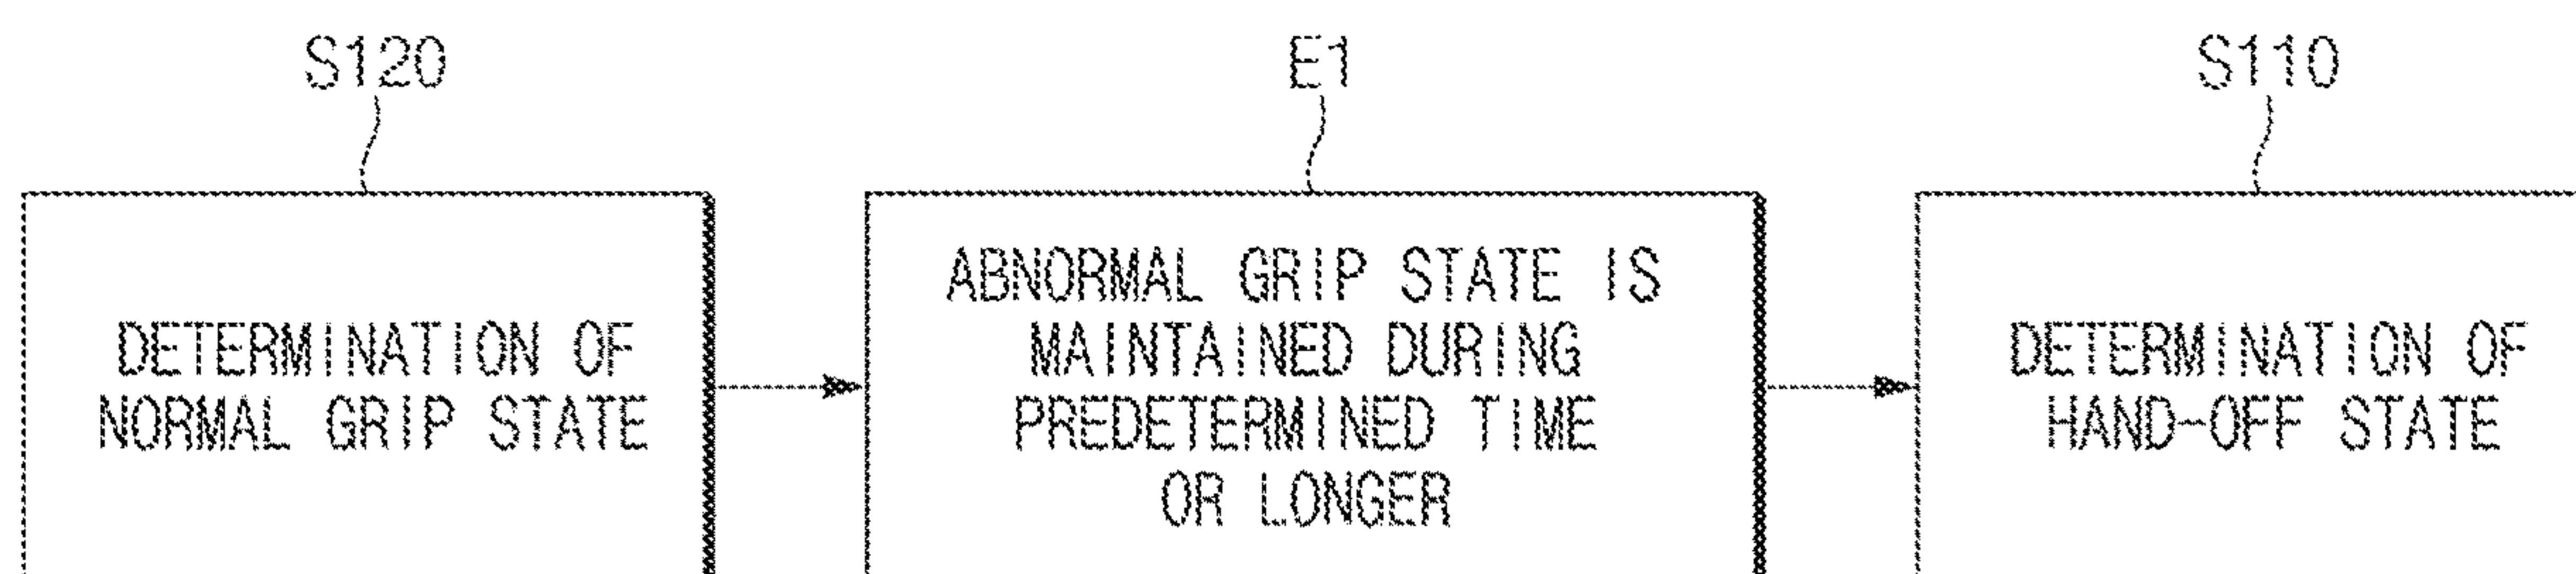 S120
E1
S110
DETERMINATION OF
NORMAL GRIP STATE
ABNORMAL GRIP STATE IS
MAINTAINED DURING
PREDETERMINED TIME
OR LONGER
DETERMINATION OF
HAND-OFF STATE